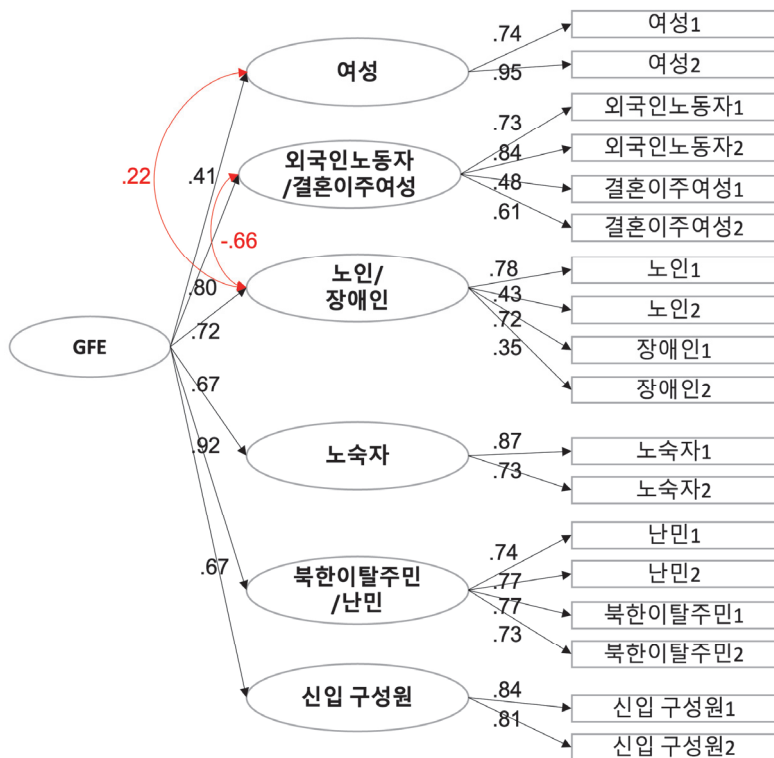 .74
여성1
여성
.95
여성2
.73
외국인노동자1
외국인노동자
/결혼이주여성
.84
외국인노동자2
.22
.41
.48
결혼이주여성1
.61
결혼이주여성2
-.66
노인/
장애인
.78
노인1
.80
.43
노인2
.72
.72
장애인1
GFE
.35
장애인2
.67
.87
노숙자1
.92
노숙자
.73
노숙자2
.74
난민1
.67
북한이탈주민
/난민
.77
난민2
.77
북한이탈주민1
.73
북한이탈주민2
신입 구성원
.84
신입 구성원1
.81
신입 구성원2